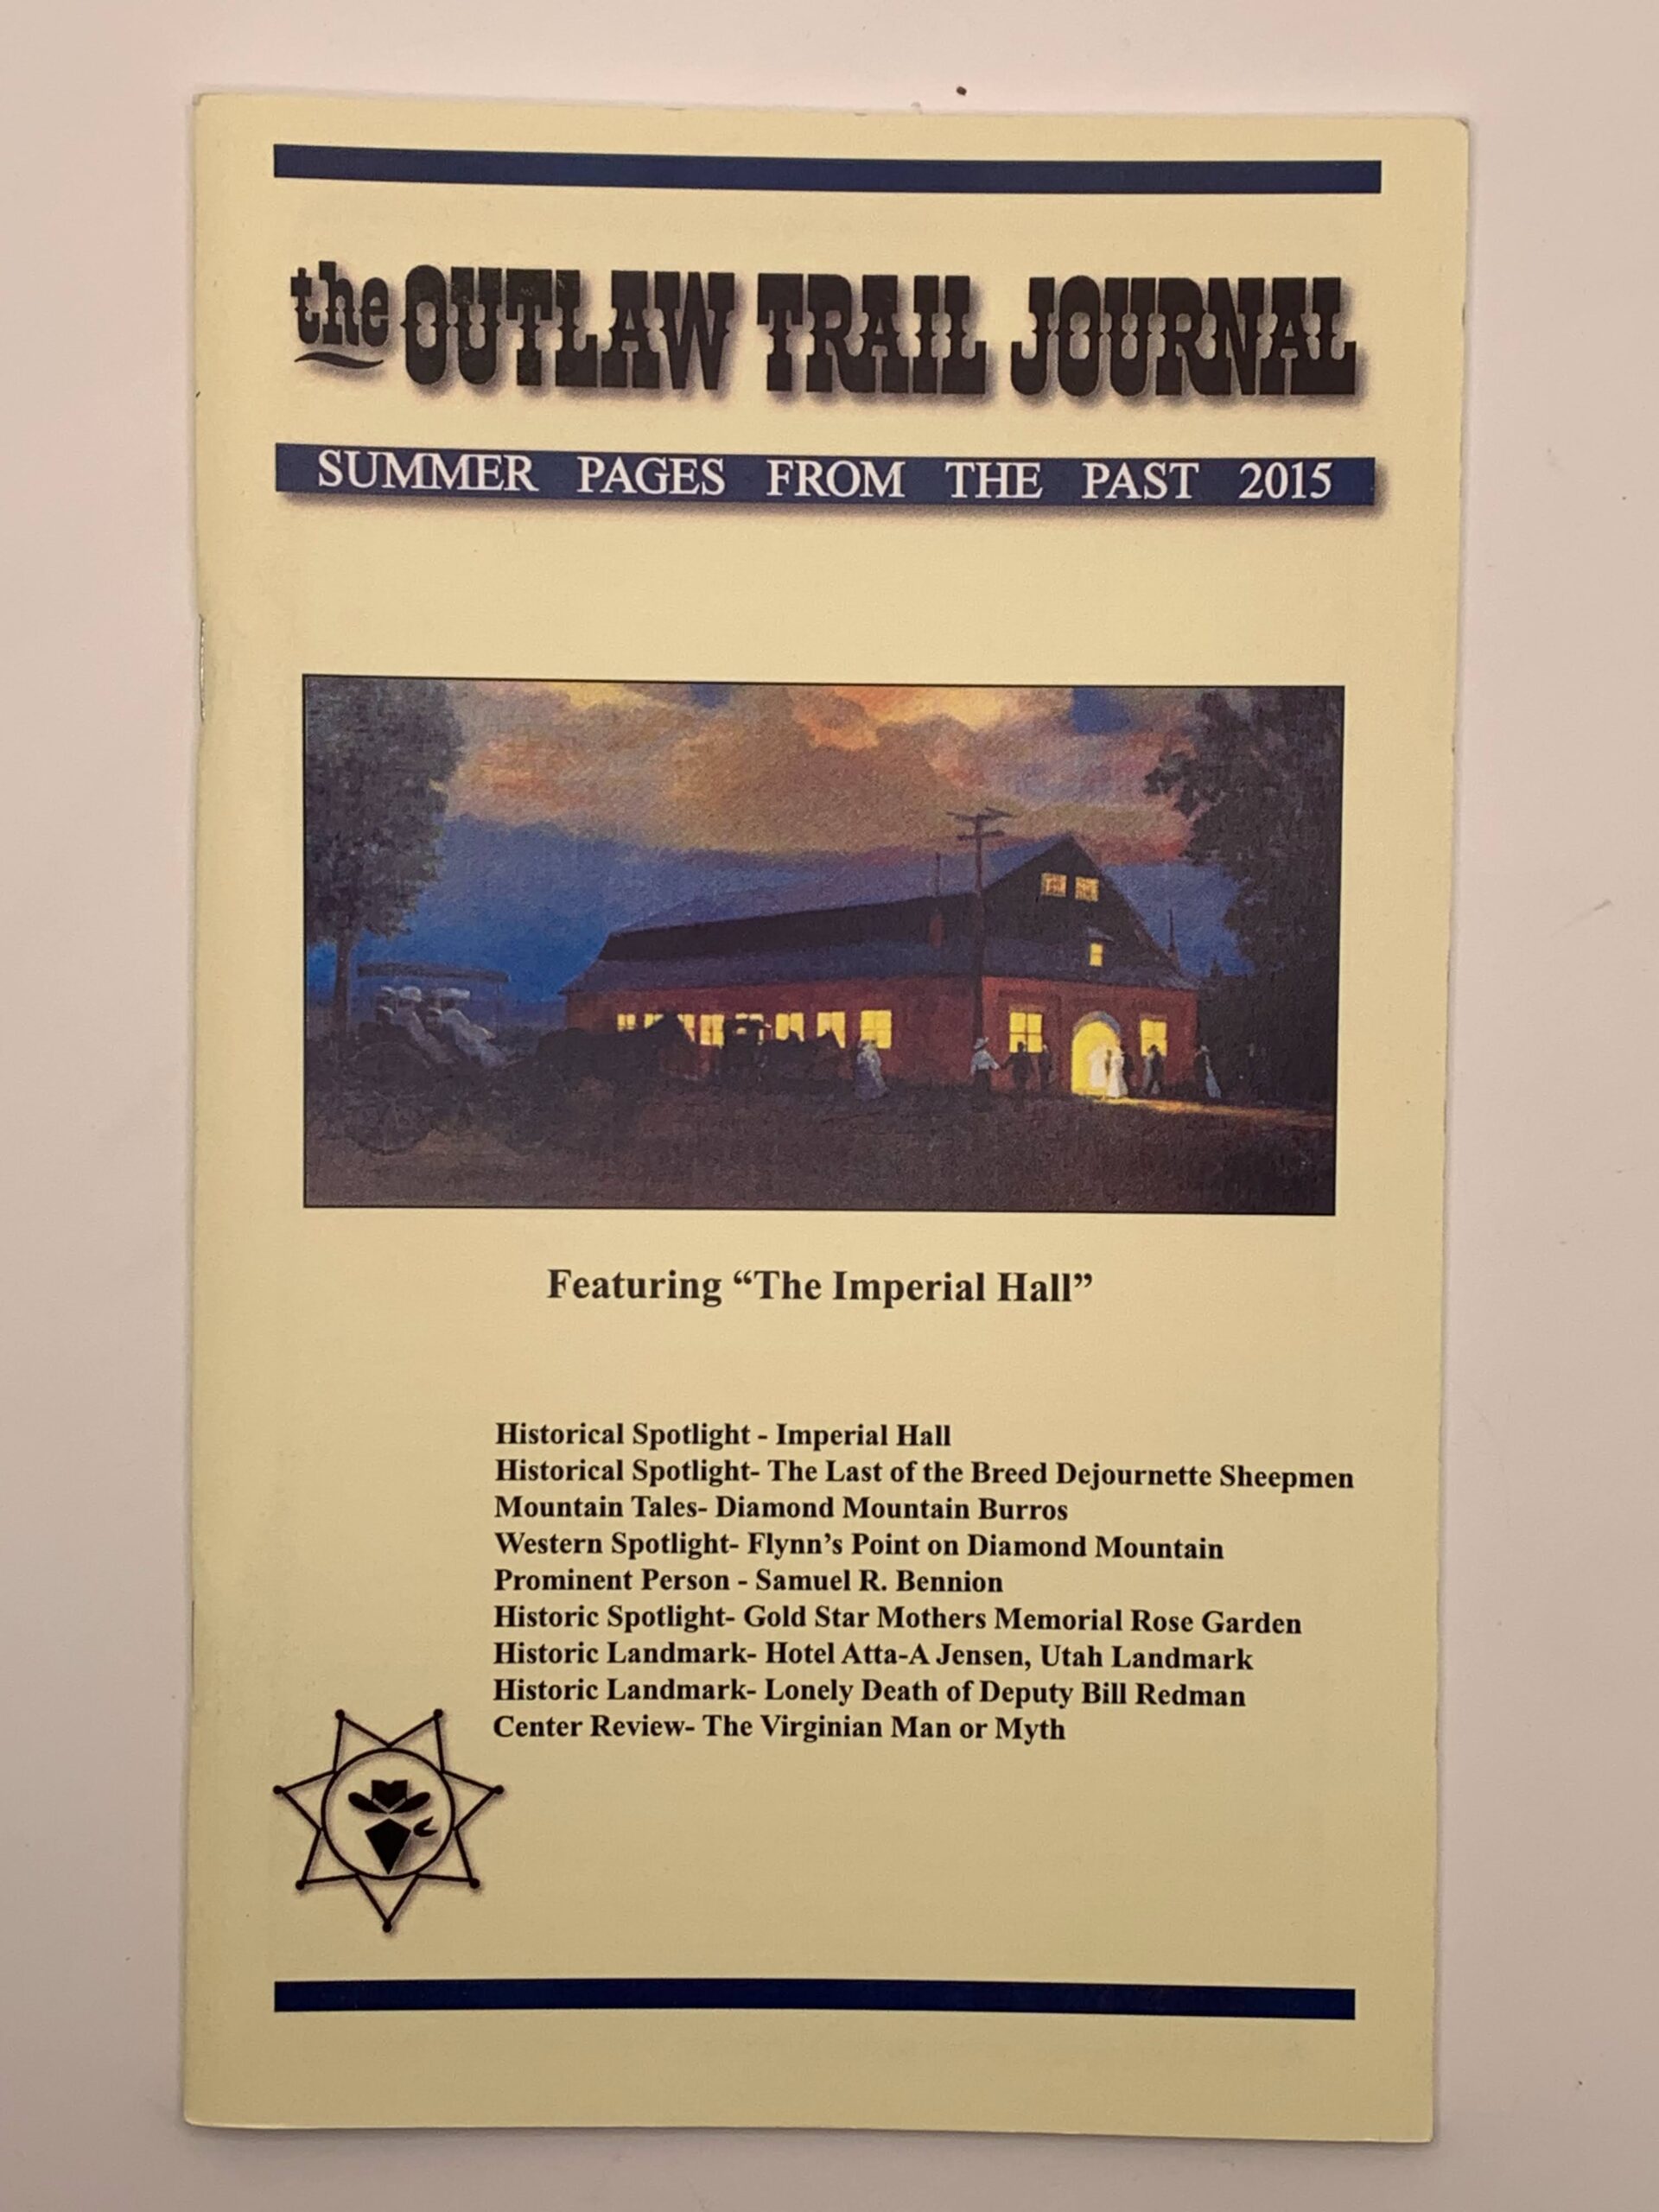 the OUTLAW TRAIL JOURNAL
SUMMER PAGES FROM THE PAST 2015
Featuring “The Imperial Hall”
Historical Spotlight - Imperial Hall
Historical Spotlight- The Last of the Breed Dejournette Sheepmen
Mountain Tales- Diamond Mountain Burros
Western Spotlight- Flynn’s Point on Diamond Mountain
Prominent Person - Samuel R. Bennion
Historic Spotlight- Gold Star Mothers Memorial Rose Garden
Historic Landmark- Hotel Atta-A Jensen, Utah Landmark
Historic Landmark- Lonely Death of Deputy Bill Redman
Center Review- The Virginian Man or Myth